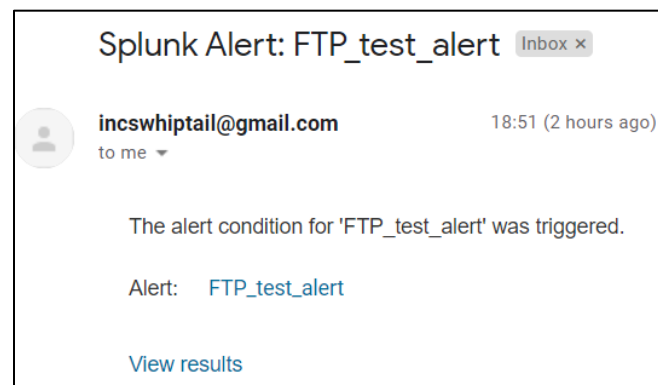 Splunk Alert: FTP_test_alert Inbox ×
incswhiptail@gmail.com 18:51 (2 hours ago)
to me
The alert condition for 'FTP_test_alert' was triggered.
Alert: FTP_test_alert
View results